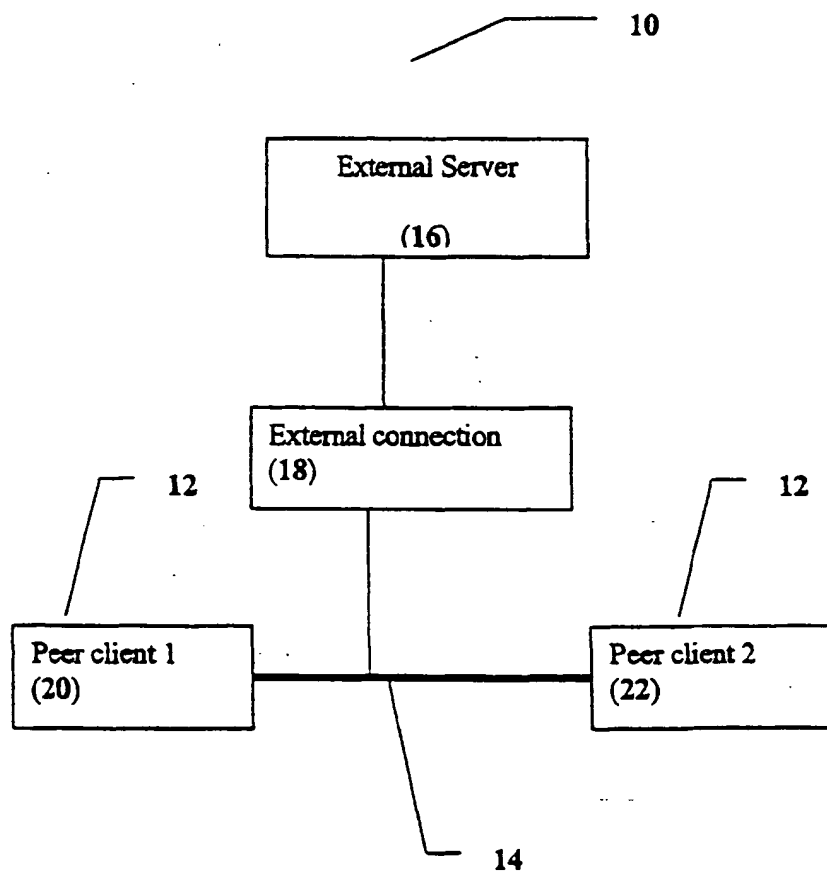 10
External Server
(16)
External connection
(18)
12
12
Peer client 1
(20)
Peer client 2
(22)
14